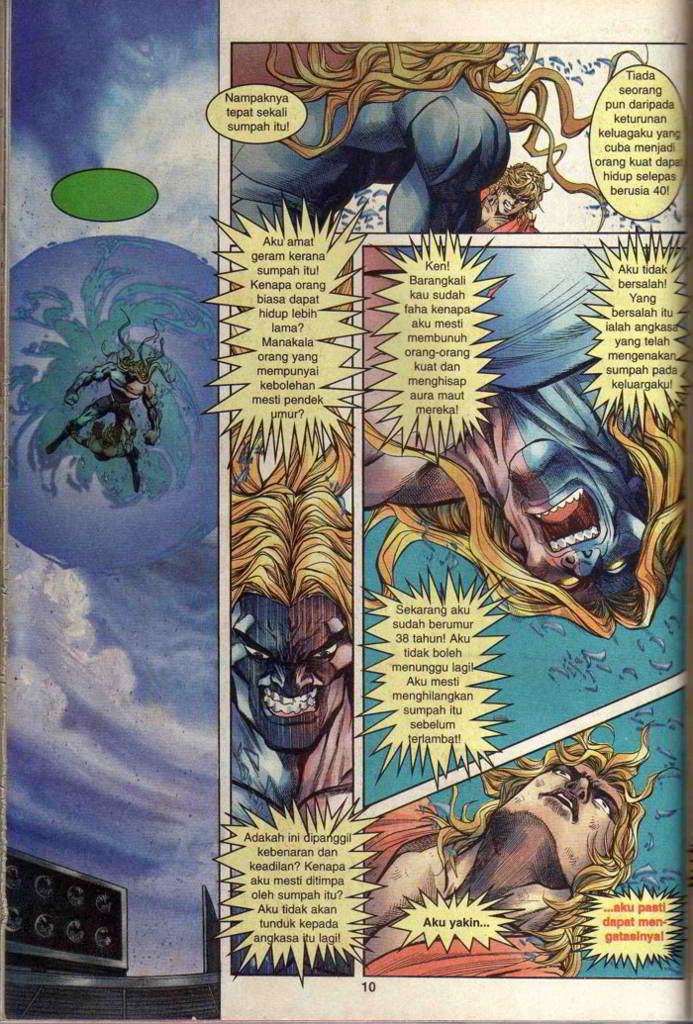 Nampaknya
tepat sekali
sumpah itu!
Tiada
seorang
pun daripada
keturunan
keluagaku yang
cuba menjadi
orang kuat dapat
hidup selepas
berusia 40!
Aku amat
geram kerana
sumpah itu!
Kenapa orang
biasa dapat
hidup lebih
lama?
Manakala
orang yang
mempunyai
kebolehan
mesti pendek
umur?
Ken!
Barangkali
kau sudah
faha kenapa
aku mesti
membunuh
orang-orang
kuat dan
menghisap
aura maut
mereka!
Aku tidak
bersalah!
Yang
bersalah itu
ialah angkasa
yang telah
mengenakan
sumpah pada
keluargaku!
Sekarang aku
sudah berumur
38 tahun! Aku
tidak boleh
menunggu lagi!
Aku mesti
menghilangkan
sumpah itu
sebelum
terlambat!
Adakah ini dipanggil
kebenaran dan
keadilan? Kenapa
aku mesti ditimpa
oleh sumpah itu?
Aku tidak akan
tunduk kepada
angkasa itu lagi!
Aku yakin...
...aku pasti
dapat men-
gatasinya!
10